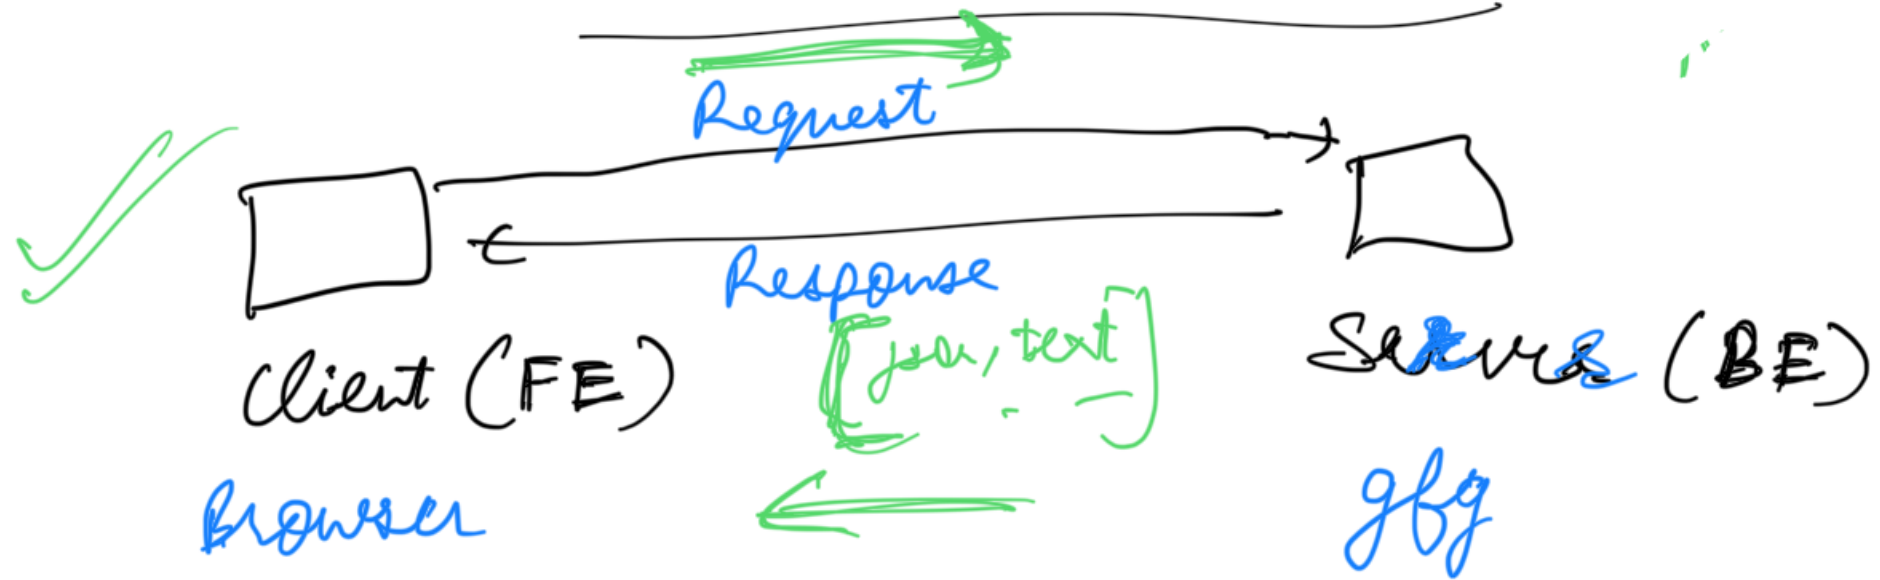 Request
Response
[json, text]
Client (FE)
Server (BE)
Browser
gfg